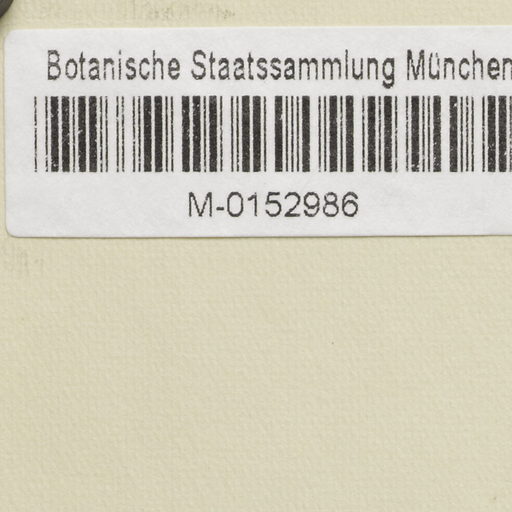 Botanische Staatssammlung München
M-0152986